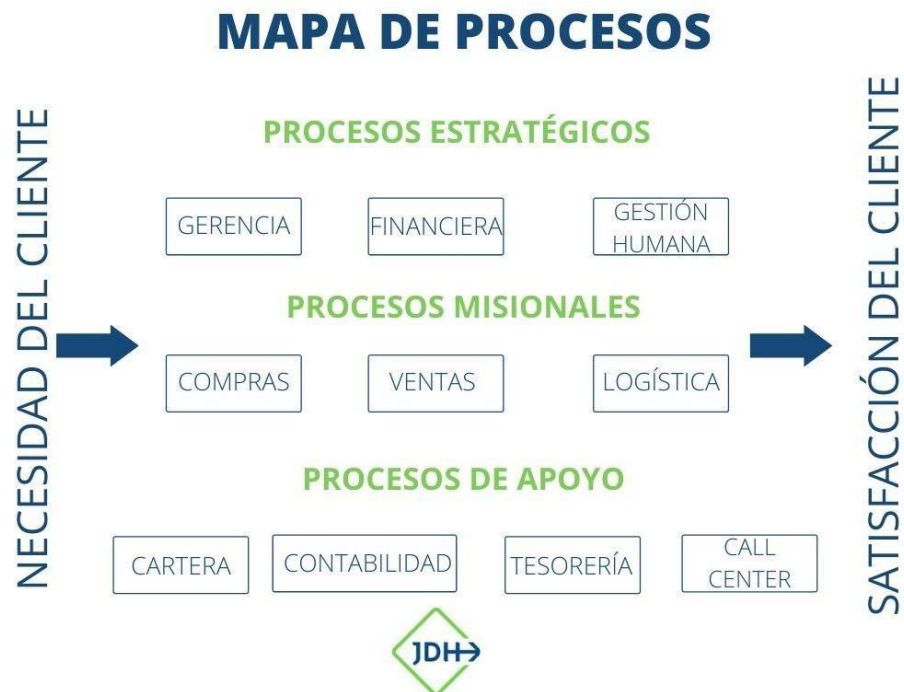 MAPA DE PROCESOS
NECESIDAD DEL CLIENTE
PROCESOS ESTRATÉGICOS
GERENCIA
FINANCIERA
GESTIÓN
HUMANA
PROCESOS MISIONALES
COMPRAS
VENTAS
LOGÍSTICA
PROCESOS DE APOYO
CARTERA
CONTABILIDAD
TESORERÍA
CALL
CENTER
SATISFACCIÓN DEL CLIENTE
JDH